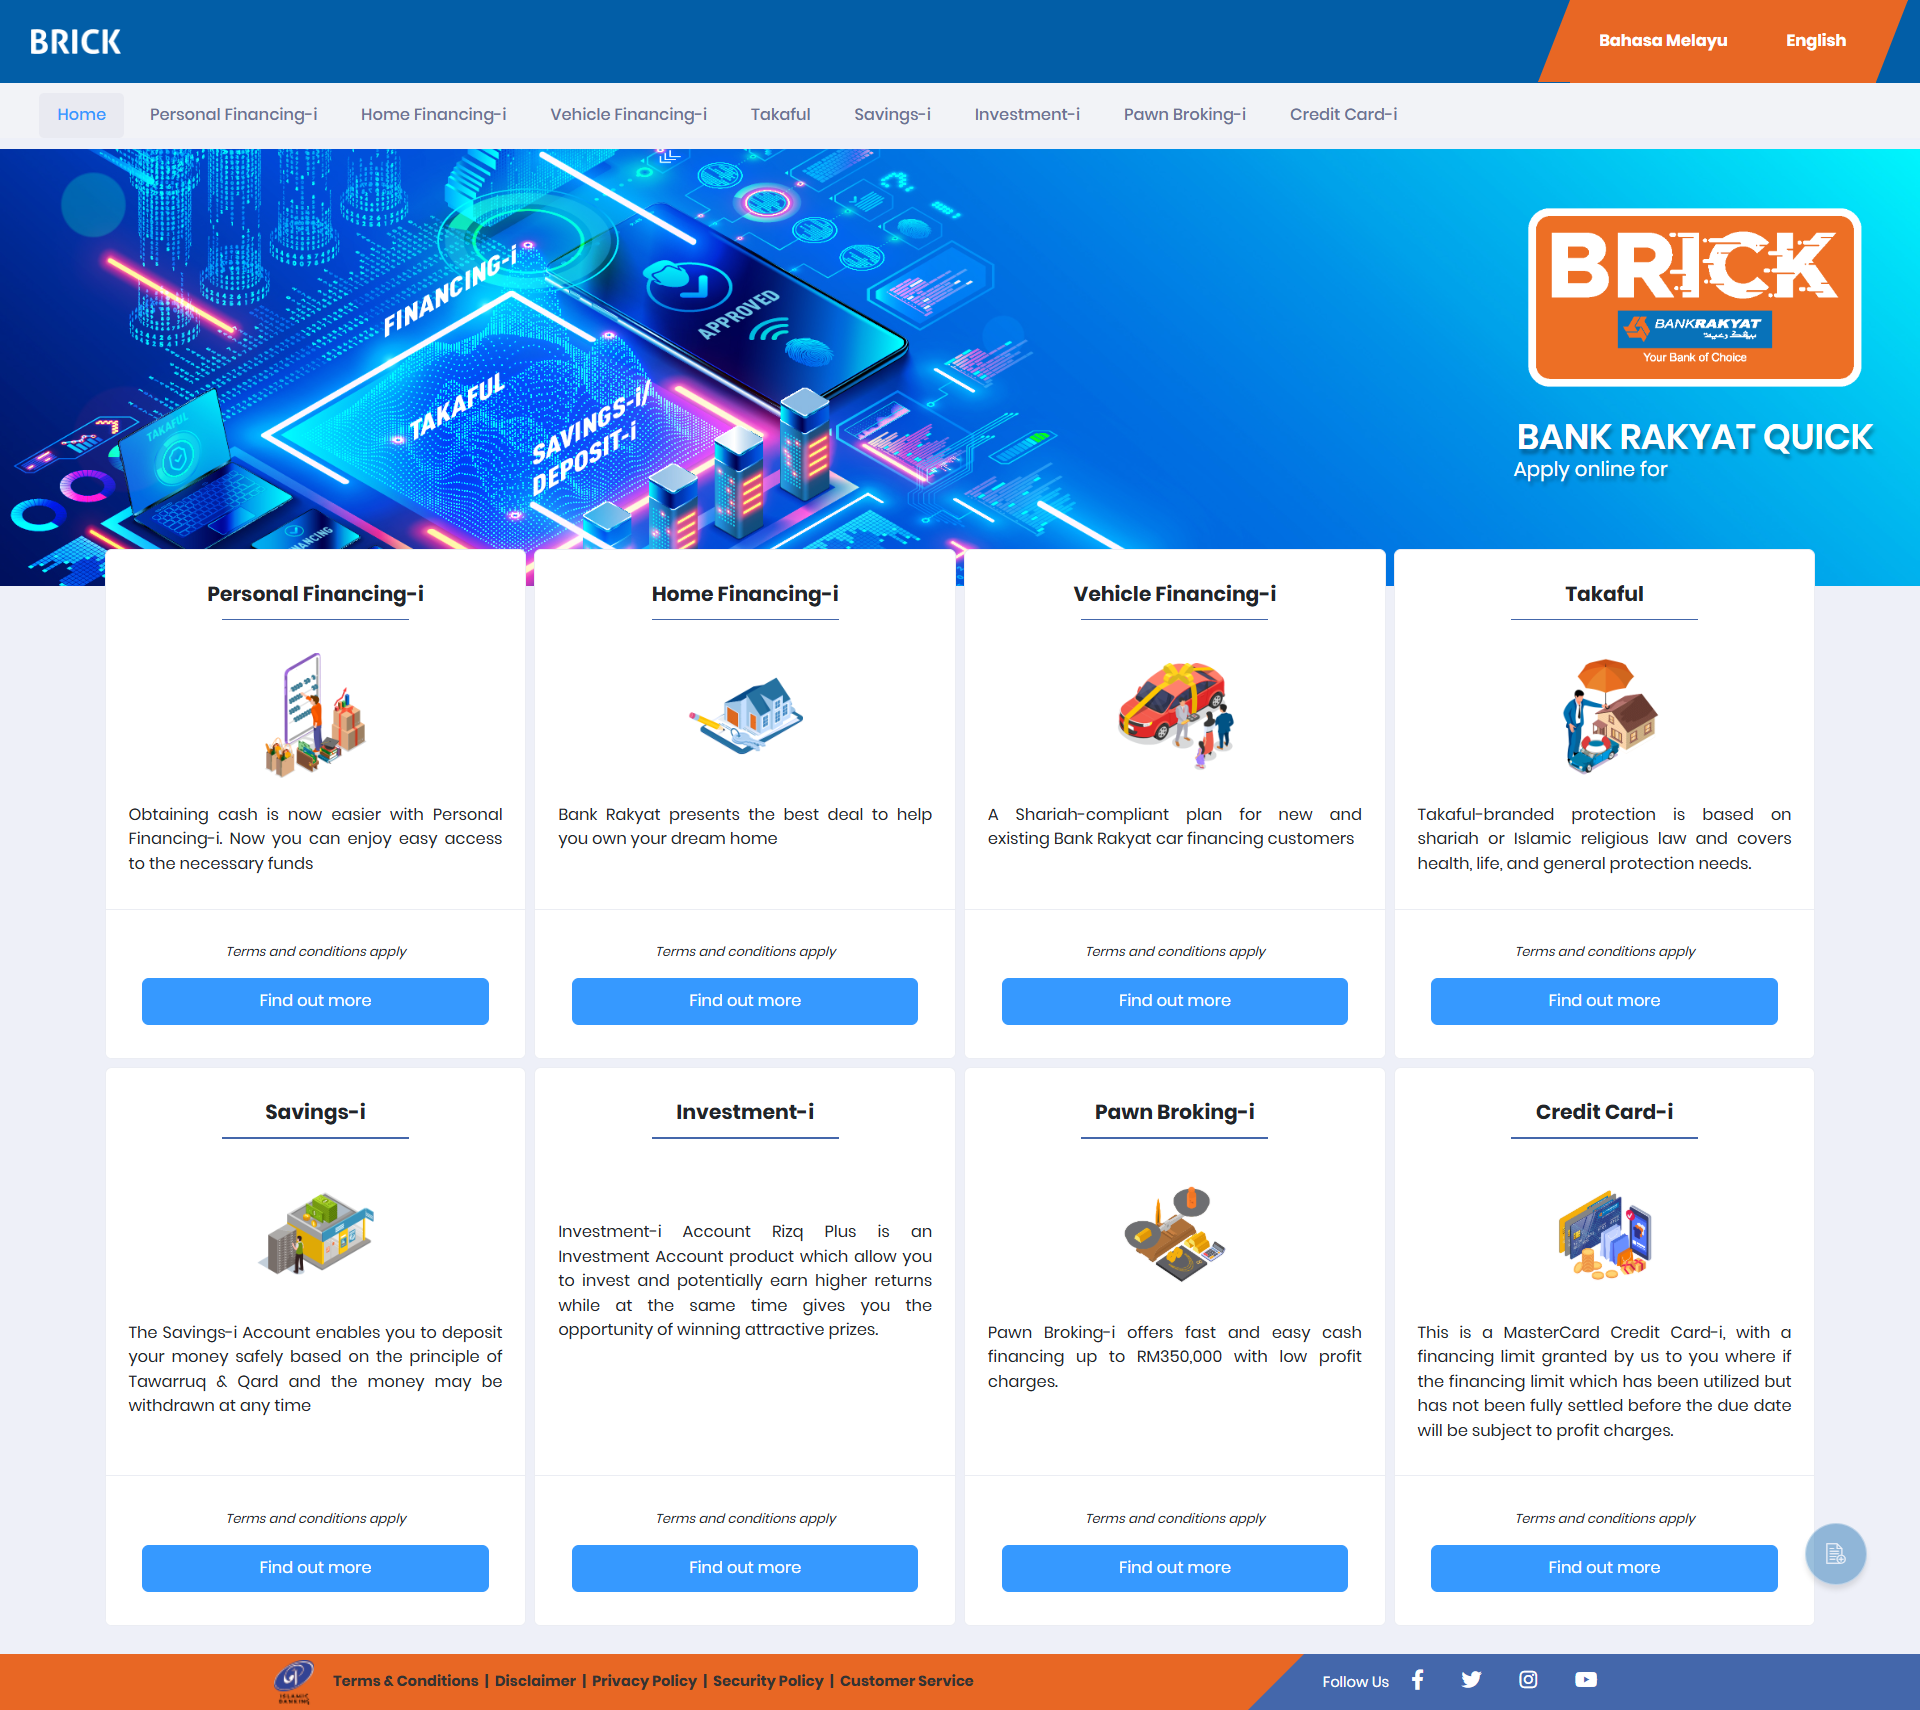 BRICK
Bahasa Melayu English
Home Personal Financing-i Home Financing-i Vehicle Financing-i Takaful Savings-i Investment-i Pawn Broking-i Credit Card-i
FINANCING-i
APPROVED
TAKAFUL
SAVINGS-i/
DEPOSIT-i
TAKAFUL
BRICK
BANKRAKYAT
Your Bank of Choice
BANK RAKYAT QUICK
Apply online for
Personal Financing-i
Obtaining cash is now easier with Personal
Financing-i. Now you can enjoy easy access
to the necessary funds
Terms and conditions apply
Find out more
Home Financing-i
Bank Rakyat presents the best deal to help
you own your dream home
Terms and conditions apply
Find out more
Vehicle Financing-i
A Shariah-compliant plan for new and
existing Bank Rakyat car financing customers
Terms and conditions apply
Find out more
Takaful
Takaful-branded protection is based on
shariah or Islamic religious law and covers
health, life, and general protection needs.
Terms and conditions apply
Find out more
Savings-i
The Savings-i Account enables you to deposit
your money safely based on the principle of
Tawarruq & Qard and the money may be
withdrawn at any time
Terms and conditions apply
Find out more
Investment-i
Investment-i Account Rizq Plus is an
Investment Account product which allow you
to invest and potentially earn higher returns
while at the same time gives you the
opportunity of winning attractive prizes.
Terms and conditions apply
Find out more
Pawn Broking-i
Pawn Broking-i offers fast and easy cash
financing up to RM350,000 with low profit
charges.
Terms and conditions apply
Find out more
Credit Card-i
This is a MasterCard Credit Card-i, with a
financing limit granted by us to you where if
the financing limit which has been utilized but
has not been fully settled before the due date
will be subject to profit charges.
Terms and conditions apply
Find out more
ISLAMIC
BANKING
Terms & Conditions | Disclaimer | Privacy Policy | Security Policy | Customer Service
Follow Us